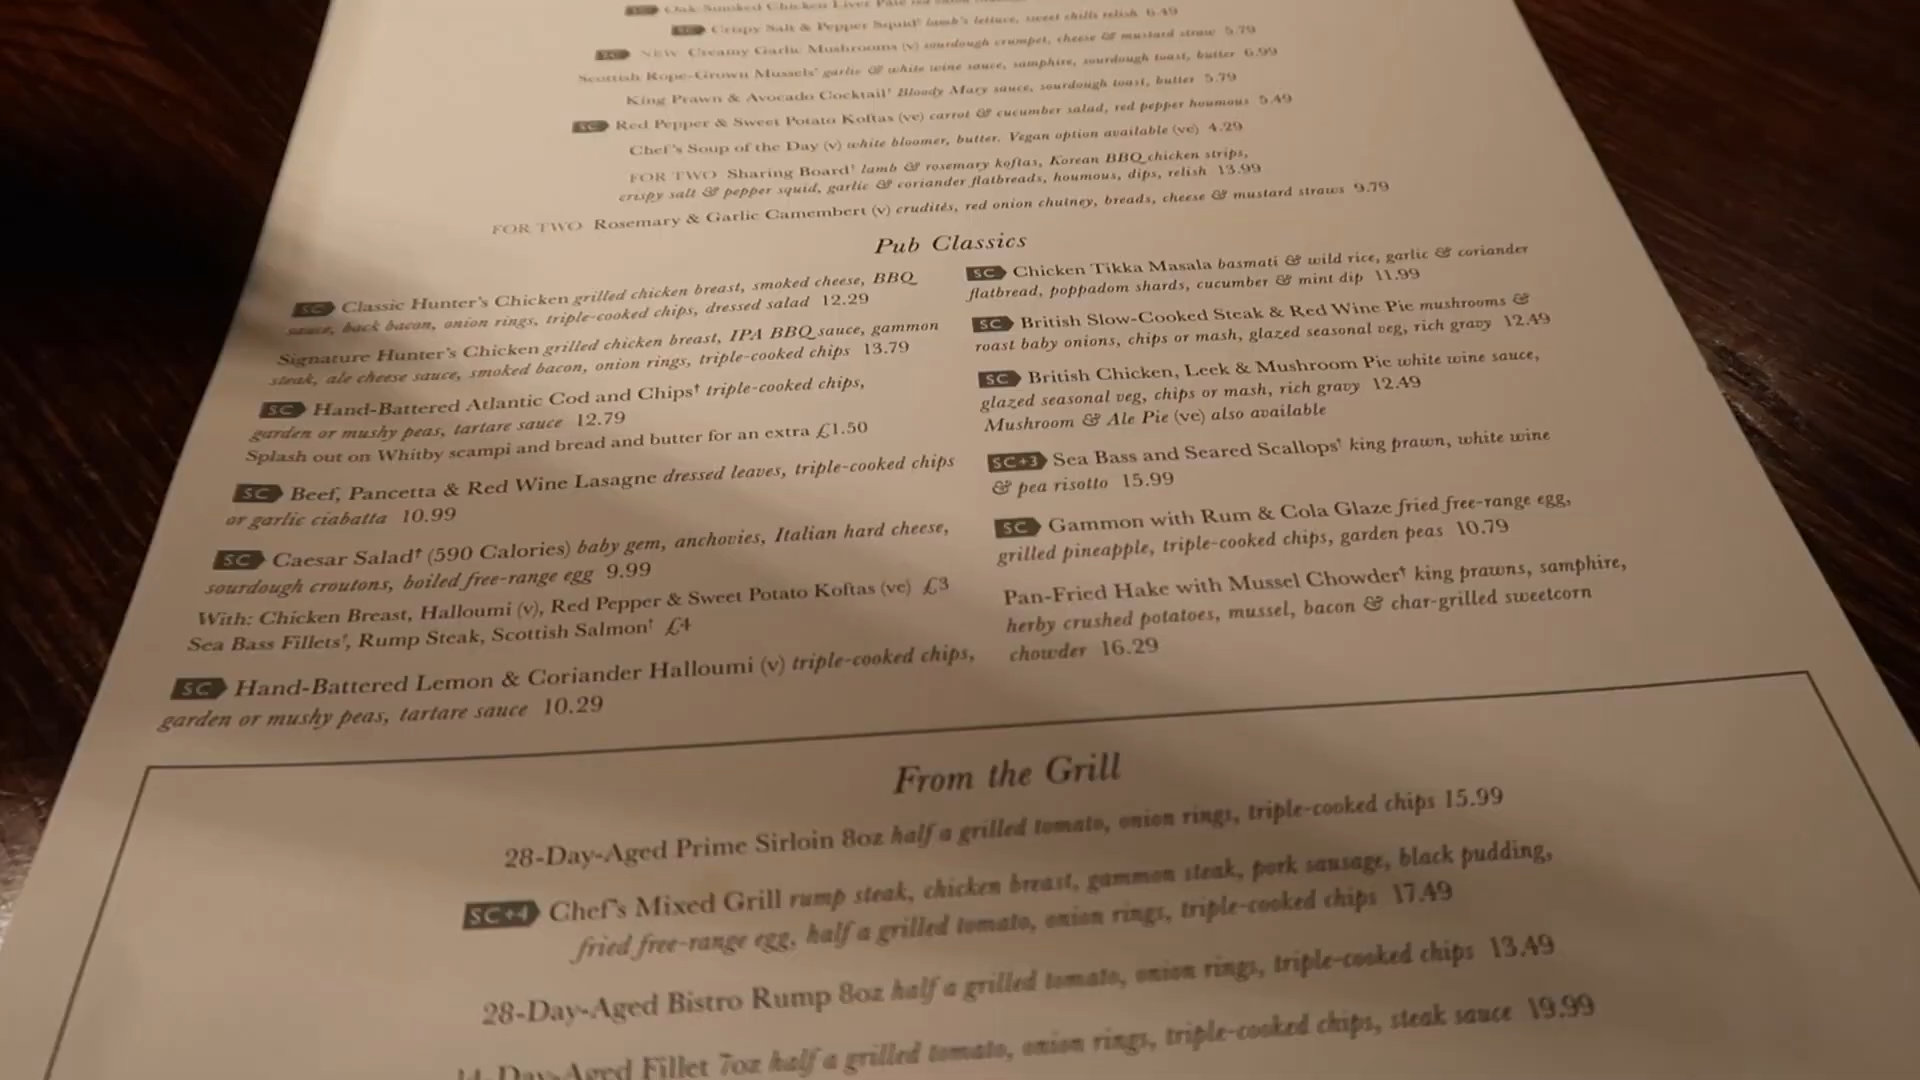 SC Oak Smoked Chicken Liver Pâté
SC Crispy Salt & Pepper Squid† lamb's lettuce, sweet chilli relish 6.49
SC NEW Creamy Garlic Mushrooms (v) sourdough crumpet, cheese & mustard straw 5.79
Scottish Rope-Grown Mussels† garlic & white wine sauce, samphire, sourdough toast, butter 6.99
King Prawn & Avocado Cocktail† Bloody Mary sauce, sourdough toast, butter 5.79
SC Red Pepper & Sweet Potato Koftas (ve) carrot & cucumber salad, red pepper houmous 5.49
Chef's Soup of the Day (v) white bloomer, butter. Vegan option available (ve) 4.29
FOR TWO Sharing Board† lamb & rosemary koftas, Korean BBQ chicken strips,
crispy salt & pepper squid, garlic & coriander flatbreads, houmous, dips, relish 13.99
FOR TWO Rosemary & Garlic Camembert (v) crudités, red onion chutney, breads, cheese & mustard straws 9.79
Pub Classics
SC Classic Hunter's Chicken grilled chicken breast, smoked cheese, BBQ
sauce, back bacon, onion rings, triple-cooked chips, dressed salad 12.29
Signature Hunter's Chicken grilled chicken breast, IPA BBQ sauce, gammon
steak, ale cheese sauce, smoked bacon, onion rings, triple-cooked chips 13.79
SC Hand-Battered Atlantic Cod and Chips† triple-cooked chips,
garden or mushy peas, tartare sauce 12.79
Splash out on Whitby scampi and bread and butter for an extra £1.50
SC Beef, Pancetta & Red Wine Lasagne dressed leaves, triple-cooked chips
or garlic ciabatta 10.99
SC Caesar Salad† (590 Calories) baby gem, anchovies, Italian hard cheese,
sourdough croutons, boiled free-range egg 9.99
With: Chicken Breast, Halloumi (v), Red Pepper & Sweet Potato Koftas (ve) £3
Sea Bass Fillets†, Rump Steak, Scottish Salmon† £4
SC Hand-Battered Lemon & Coriander Halloumi (v) triple-cooked chips,
garden or mushy peas, tartare sauce 10.29
SC Chicken Tikka Masala basmati & wild rice, garlic & coriander
flatbread, poppadom shards, cucumber & mint dip 11.99
SC British Slow-Cooked Steak & Red Wine Pie mushrooms &
roast baby onions, chips or mash, glazed seasonal veg, rich gravy 12.49
SC British Chicken, Leek & Mushroom Pie white wine sauce,
glazed seasonal veg, chips or mash, rich gravy 12.49
Mushroom & Ale Pie (ve) also available
SC+3 Sea Bass and Seared Scallops† king prawn, white wine
& pea risotto 15.99
SC Gammon with Rum & Cola Glaze fried free-range egg,
grilled pineapple, triple-cooked chips, garden peas 10.79
Pan-Fried Hake with Mussel Chowder† king prawns, samphire,
herby crushed potatoes, mussel, bacon & char-grilled sweetcorn
chowder 16.29
From the Grill
28-Day-Aged Prime Sirloin 8oz half a grilled tomato, onion rings, triple-cooked chips 15.99
SC+4 Chef's Mixed Grill rump steak, chicken breast, gammon steak, pork sausage, black pudding,
fried free-range egg, half a grilled tomato, onion rings, triple-cooked chips 17.49
28-Day-Aged Bistro Rump 8oz half a grilled tomato, onion rings, triple-cooked chips 13.49
Day-Aged Fillet 7oz half a grilled tomato, onion rings, triple-cooked chips, steak sauce 19.99